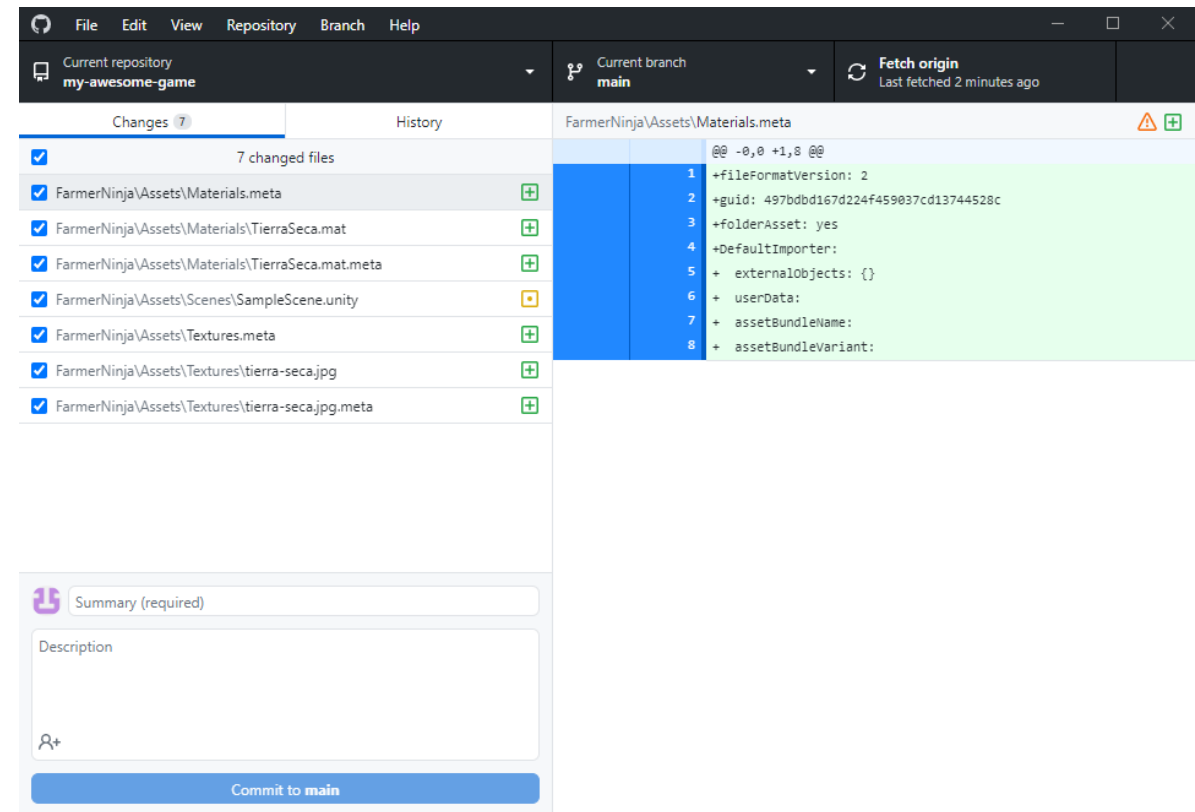 File Edit View Repository Branch Help
Current repository
my-awesome-game
Current branch
main
Fetch origin
Last fetched 2 minutes ago
Changes 7
History
7 changed files
FarmerNinja\Assets\Materials.meta
FarmerNinja\Assets\Materials\TierraSeca.mat
FarmerNinja\Assets\Materials\TierraSeca.mat.meta
FarmerNinja\Assets\Scenes\SampleScene.unity
FarmerNinja\Assets\Textures.meta
FarmerNinja\Assets\Textures\tierra-seca.jpg
FarmerNinja\Assets\Textures\tierra-seca.jpg.meta
Summary (required)
Description
Commit to main
FarmerNinja\Assets\Materials.meta
@@ -0,0 +1,8 @@
1 +fileFormatVersion: 2
2 +guid: 497bdbd167d224f459037cd13744528c
3 +folderAsset: yes
4 +DefaultImporter:
5 +  externalObjects: {}
6 +  userData:
7 +  assetBundleName:
8 +  assetBundleVariant: